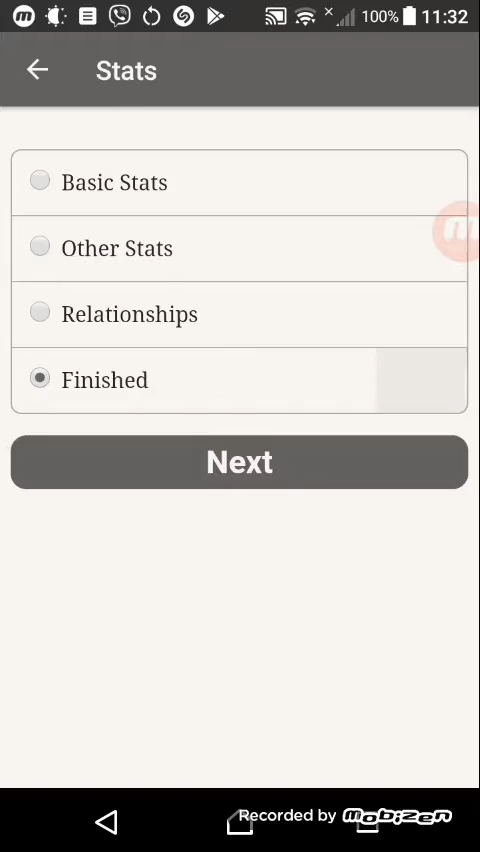 100% 11:32
Stats
Basic Stats
Other Stats
Relationships
Finished
Next
Recorded by MOBIZEN